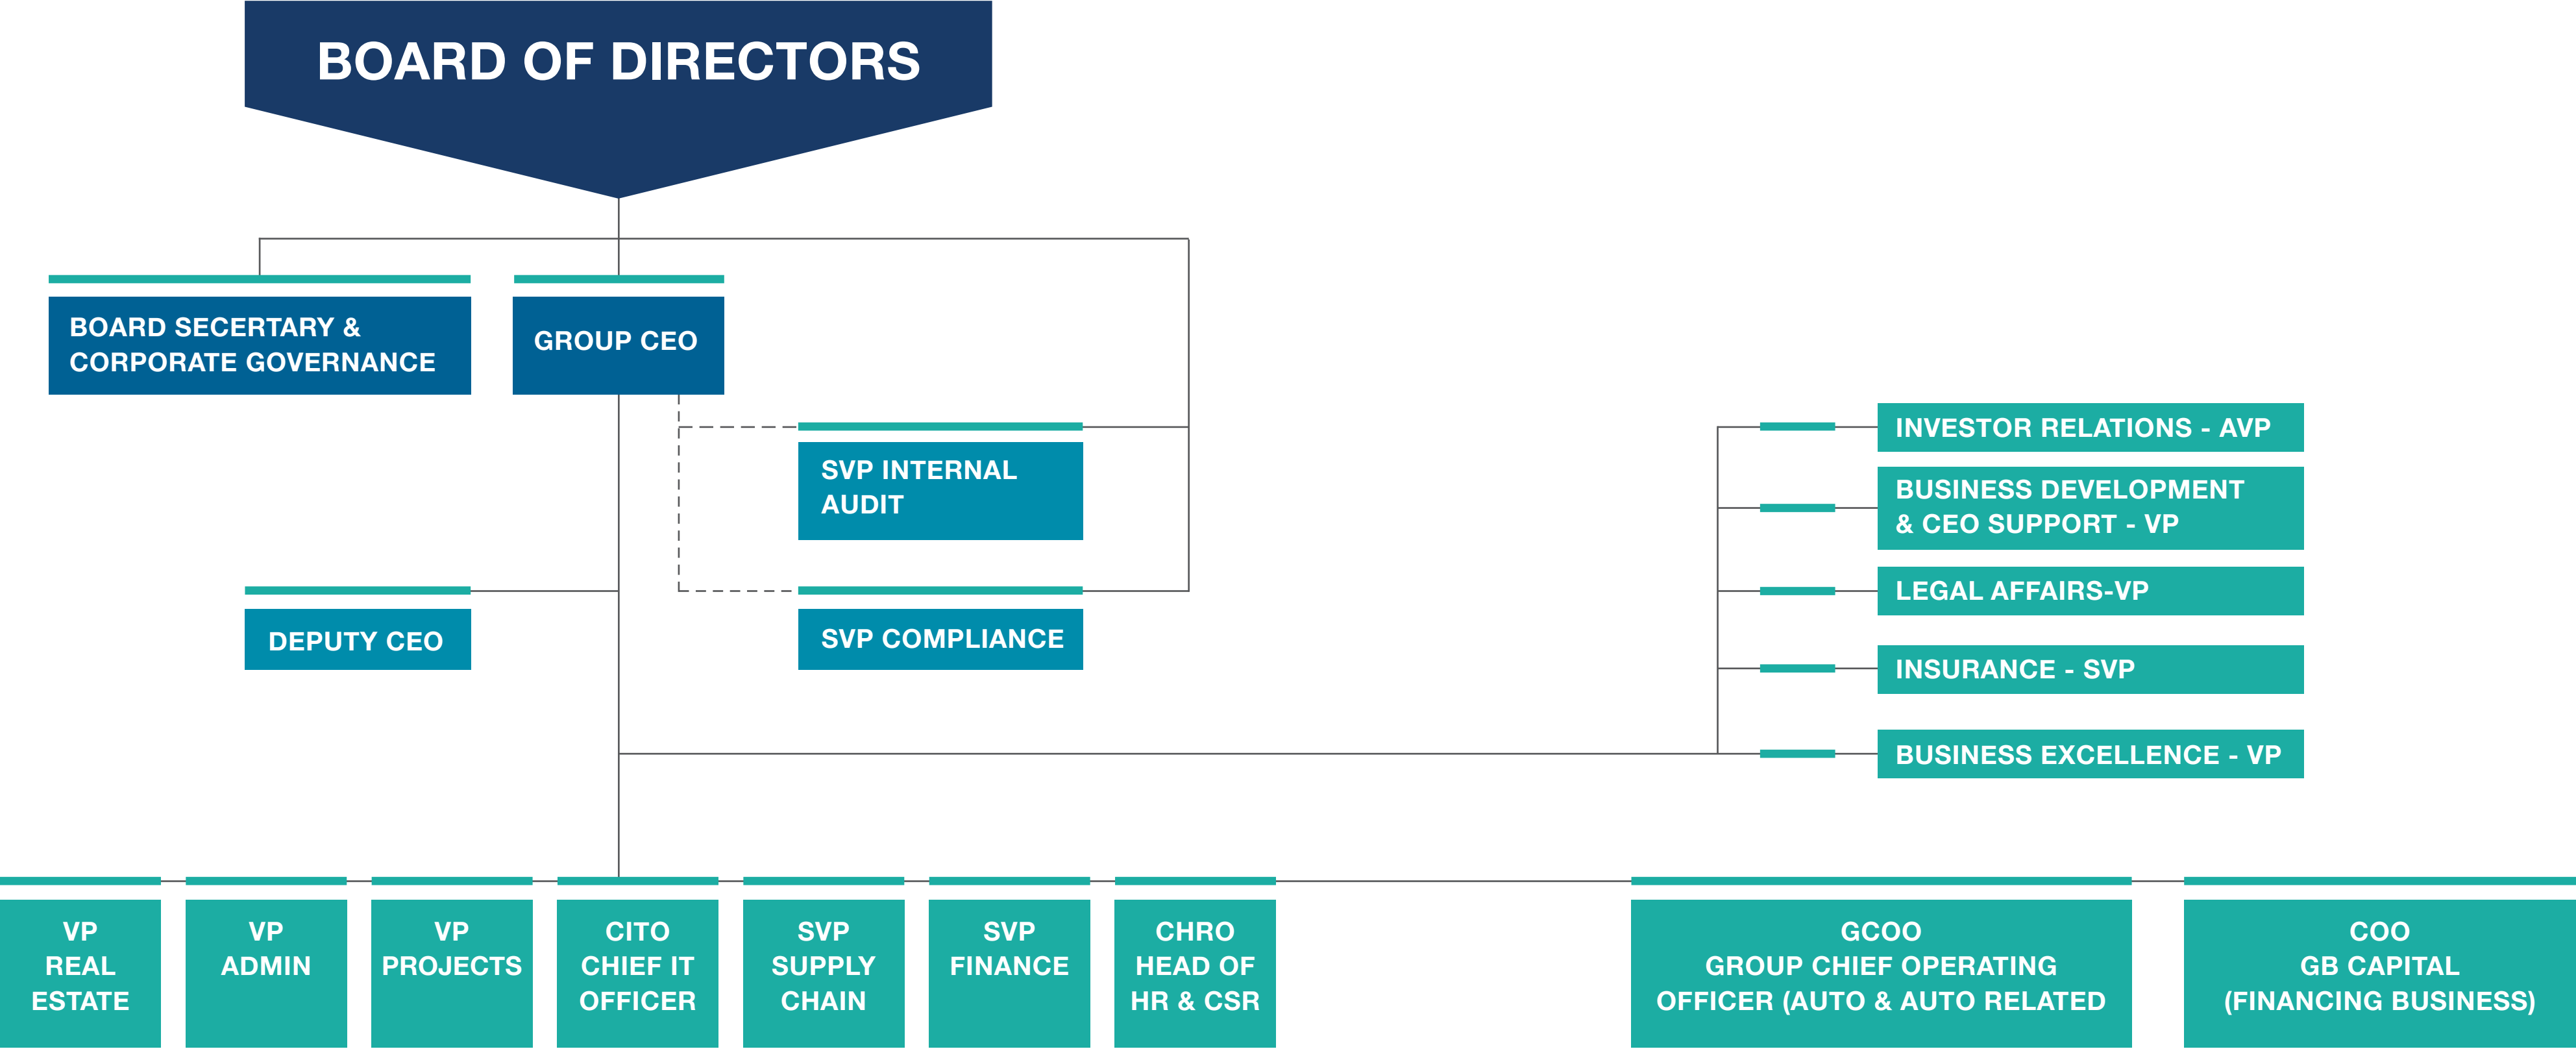 BOARD OF DIRECTORS
BOARD SECERTARY &
CORPORATE GOVERNANCE
GROUP CEO
SVP INTERNAL
AUDIT
DEPUTY CEO
SVP COMPLIANCE
INVESTOR RELATIONS - AVP
BUSINESS DEVELOPMENT
& CEO SUPPORT - VP
LEGAL AFFAIRS-VP
INSURANCE - SVP
BUSINESS EXCELLENCE - VP
VP
REAL
ESTATE
VP
ADMIN
VP
PROJECTS
CITO
CHIEF IT
OFFICER
SVP
SUPPLY
CHAIN
SVP
FINANCE
CHRO
HEAD OF
HR & CSR
GCOO
GROUP CHIEF OPERATING
OFFICER (AUTO & AUTO RELATED
COO
GB CAPITAL
(FINANCING BUSINESS)